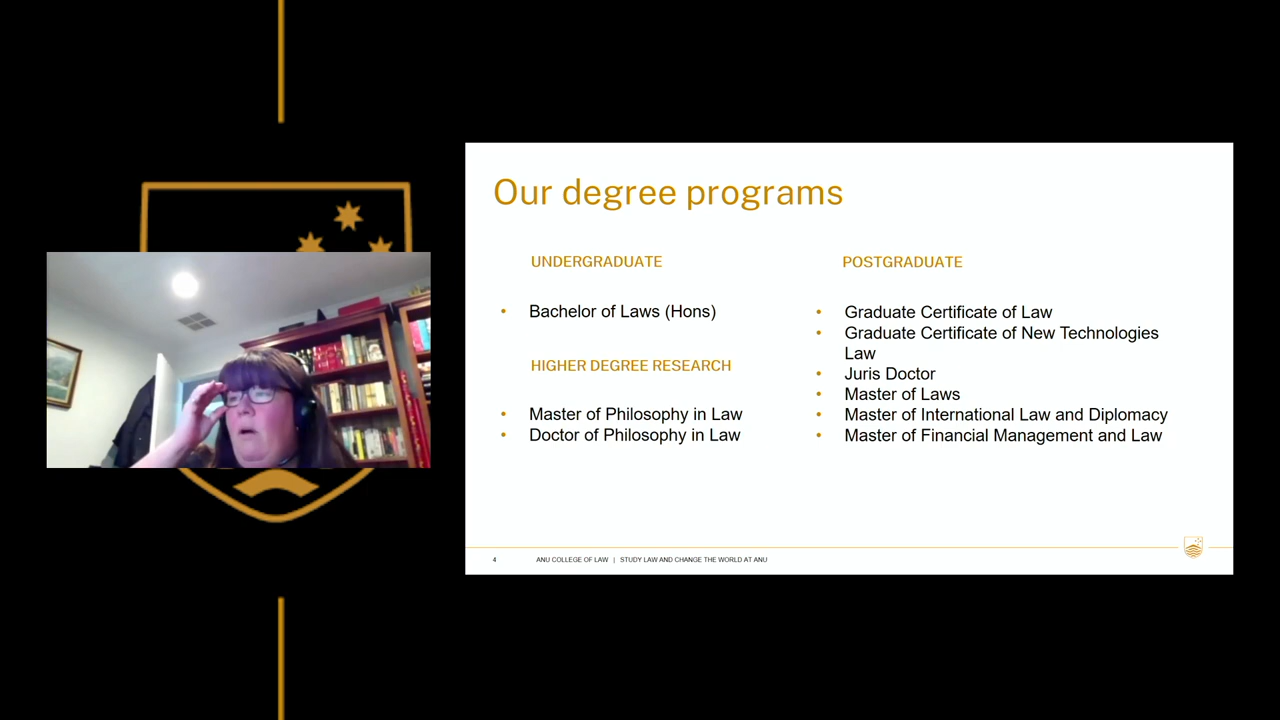 Our degree programs
UNDERGRADUATE
• Bachelor of Laws (Hons)
HIGHER DEGREE RESEARCH
• Master of Philosophy in Law
• Doctor of Philosophy in Law
POSTGRADUATE
• Graduate Certificate of Law
• Graduate Certificate of New Technologies
Law
• Juris Doctor
• Master of Laws
• Master of International Law and Diplomacy
• Master of Financial Management and Law
4 ANU COLLEGE OF LAW | STUDY LAW AND CHANGE THE WORLD AT ANU